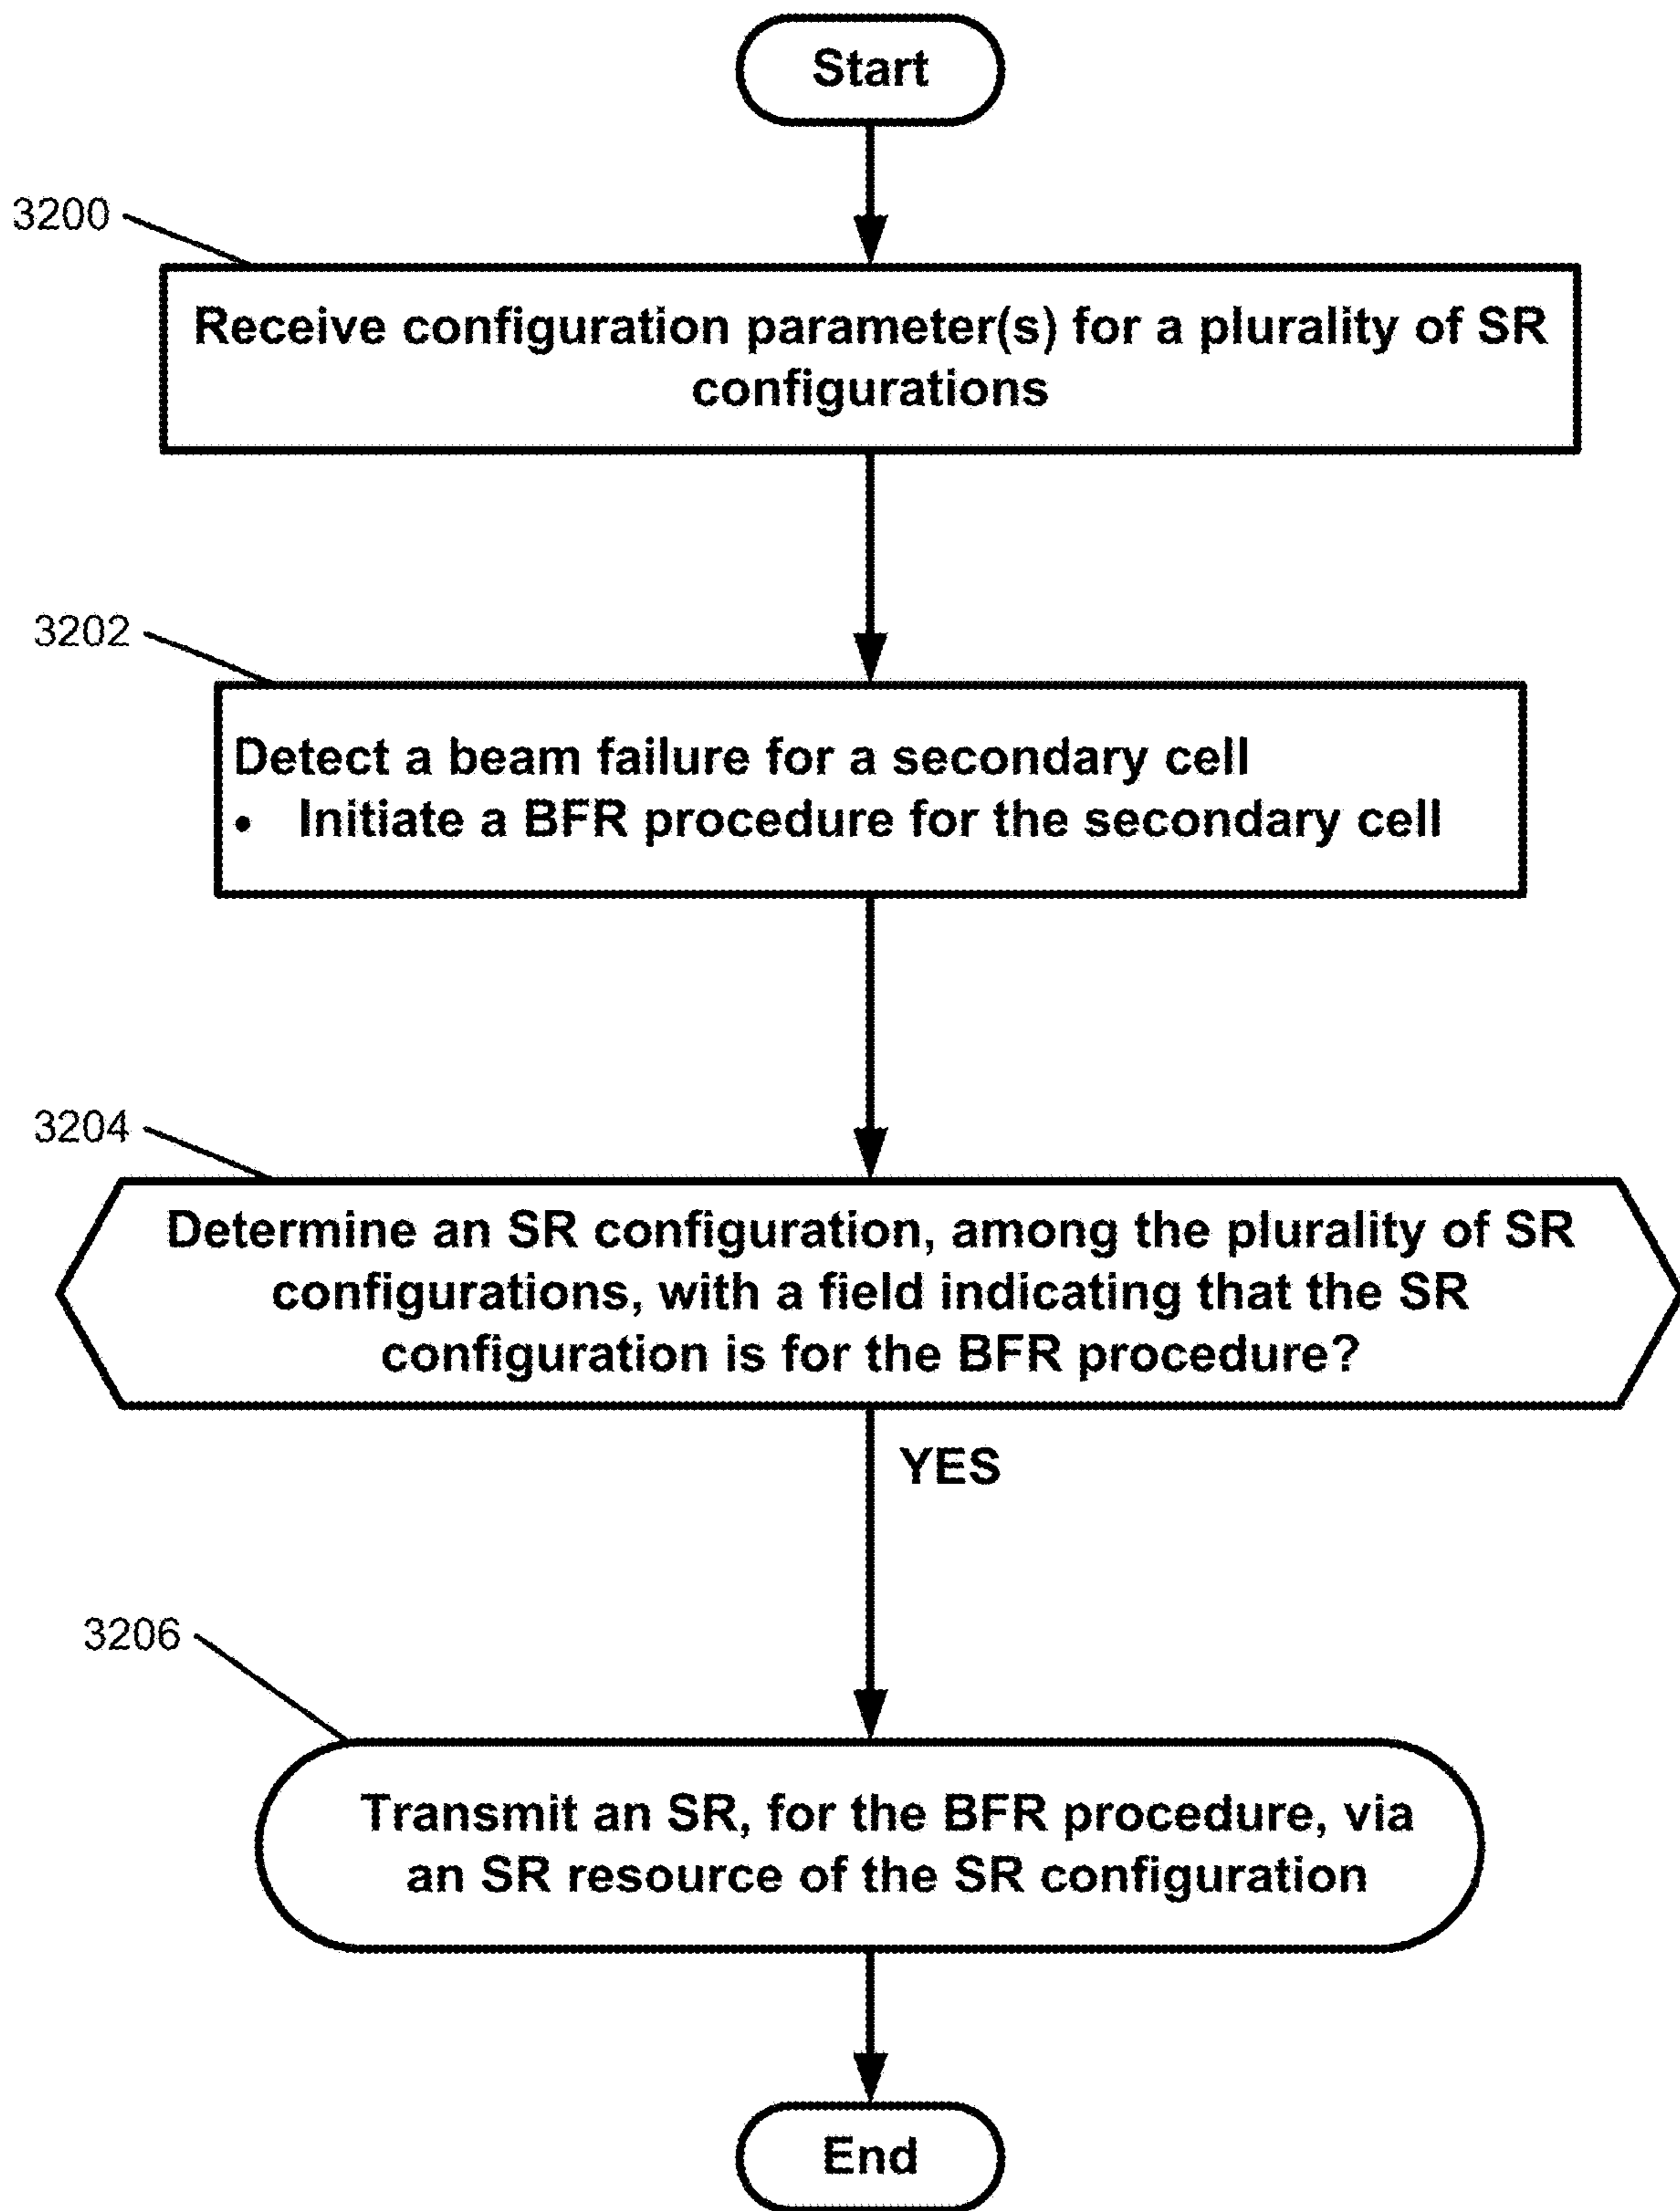 Start
3200
Receive configuration parameter(s) for a plurality of SR
configurations
3202
Detect a beam failure for a secondary cell
• Initiate a BFR procedure for the secondary cell
3204
Determine an SR configuration, among the plurality of SR
configurations, with a field indicating that the SR
configuration is for the BFR procedure?
YES
3206
Transmit an SR, for the BFR procedure, via
an SR resource of the SR configuration
End